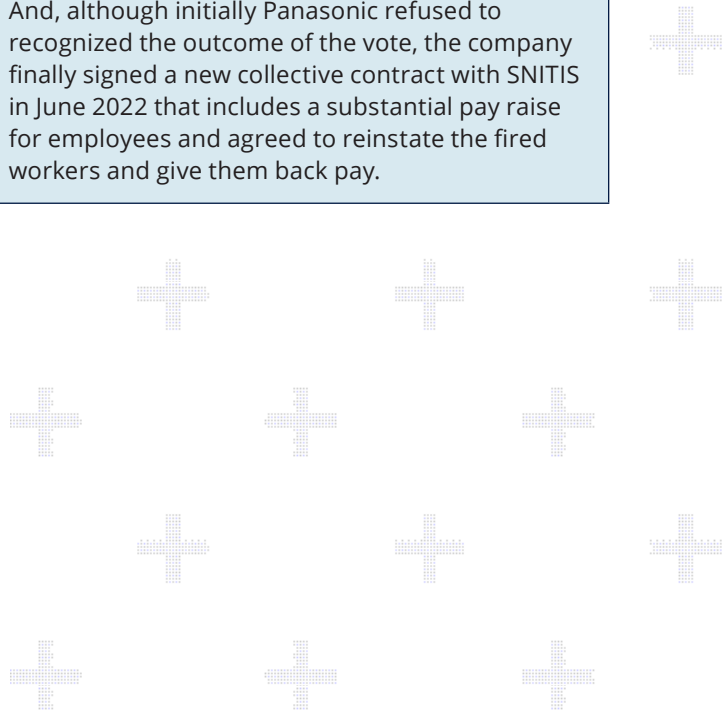 And, although initially Panasonic refused to
recognized the outcome of the vote, the company
finally signed a new collective contract with SNITIS
in June 2022 that includes a substantial pay raise
for employees and agreed to reinstate the fired
workers and give them back pay.